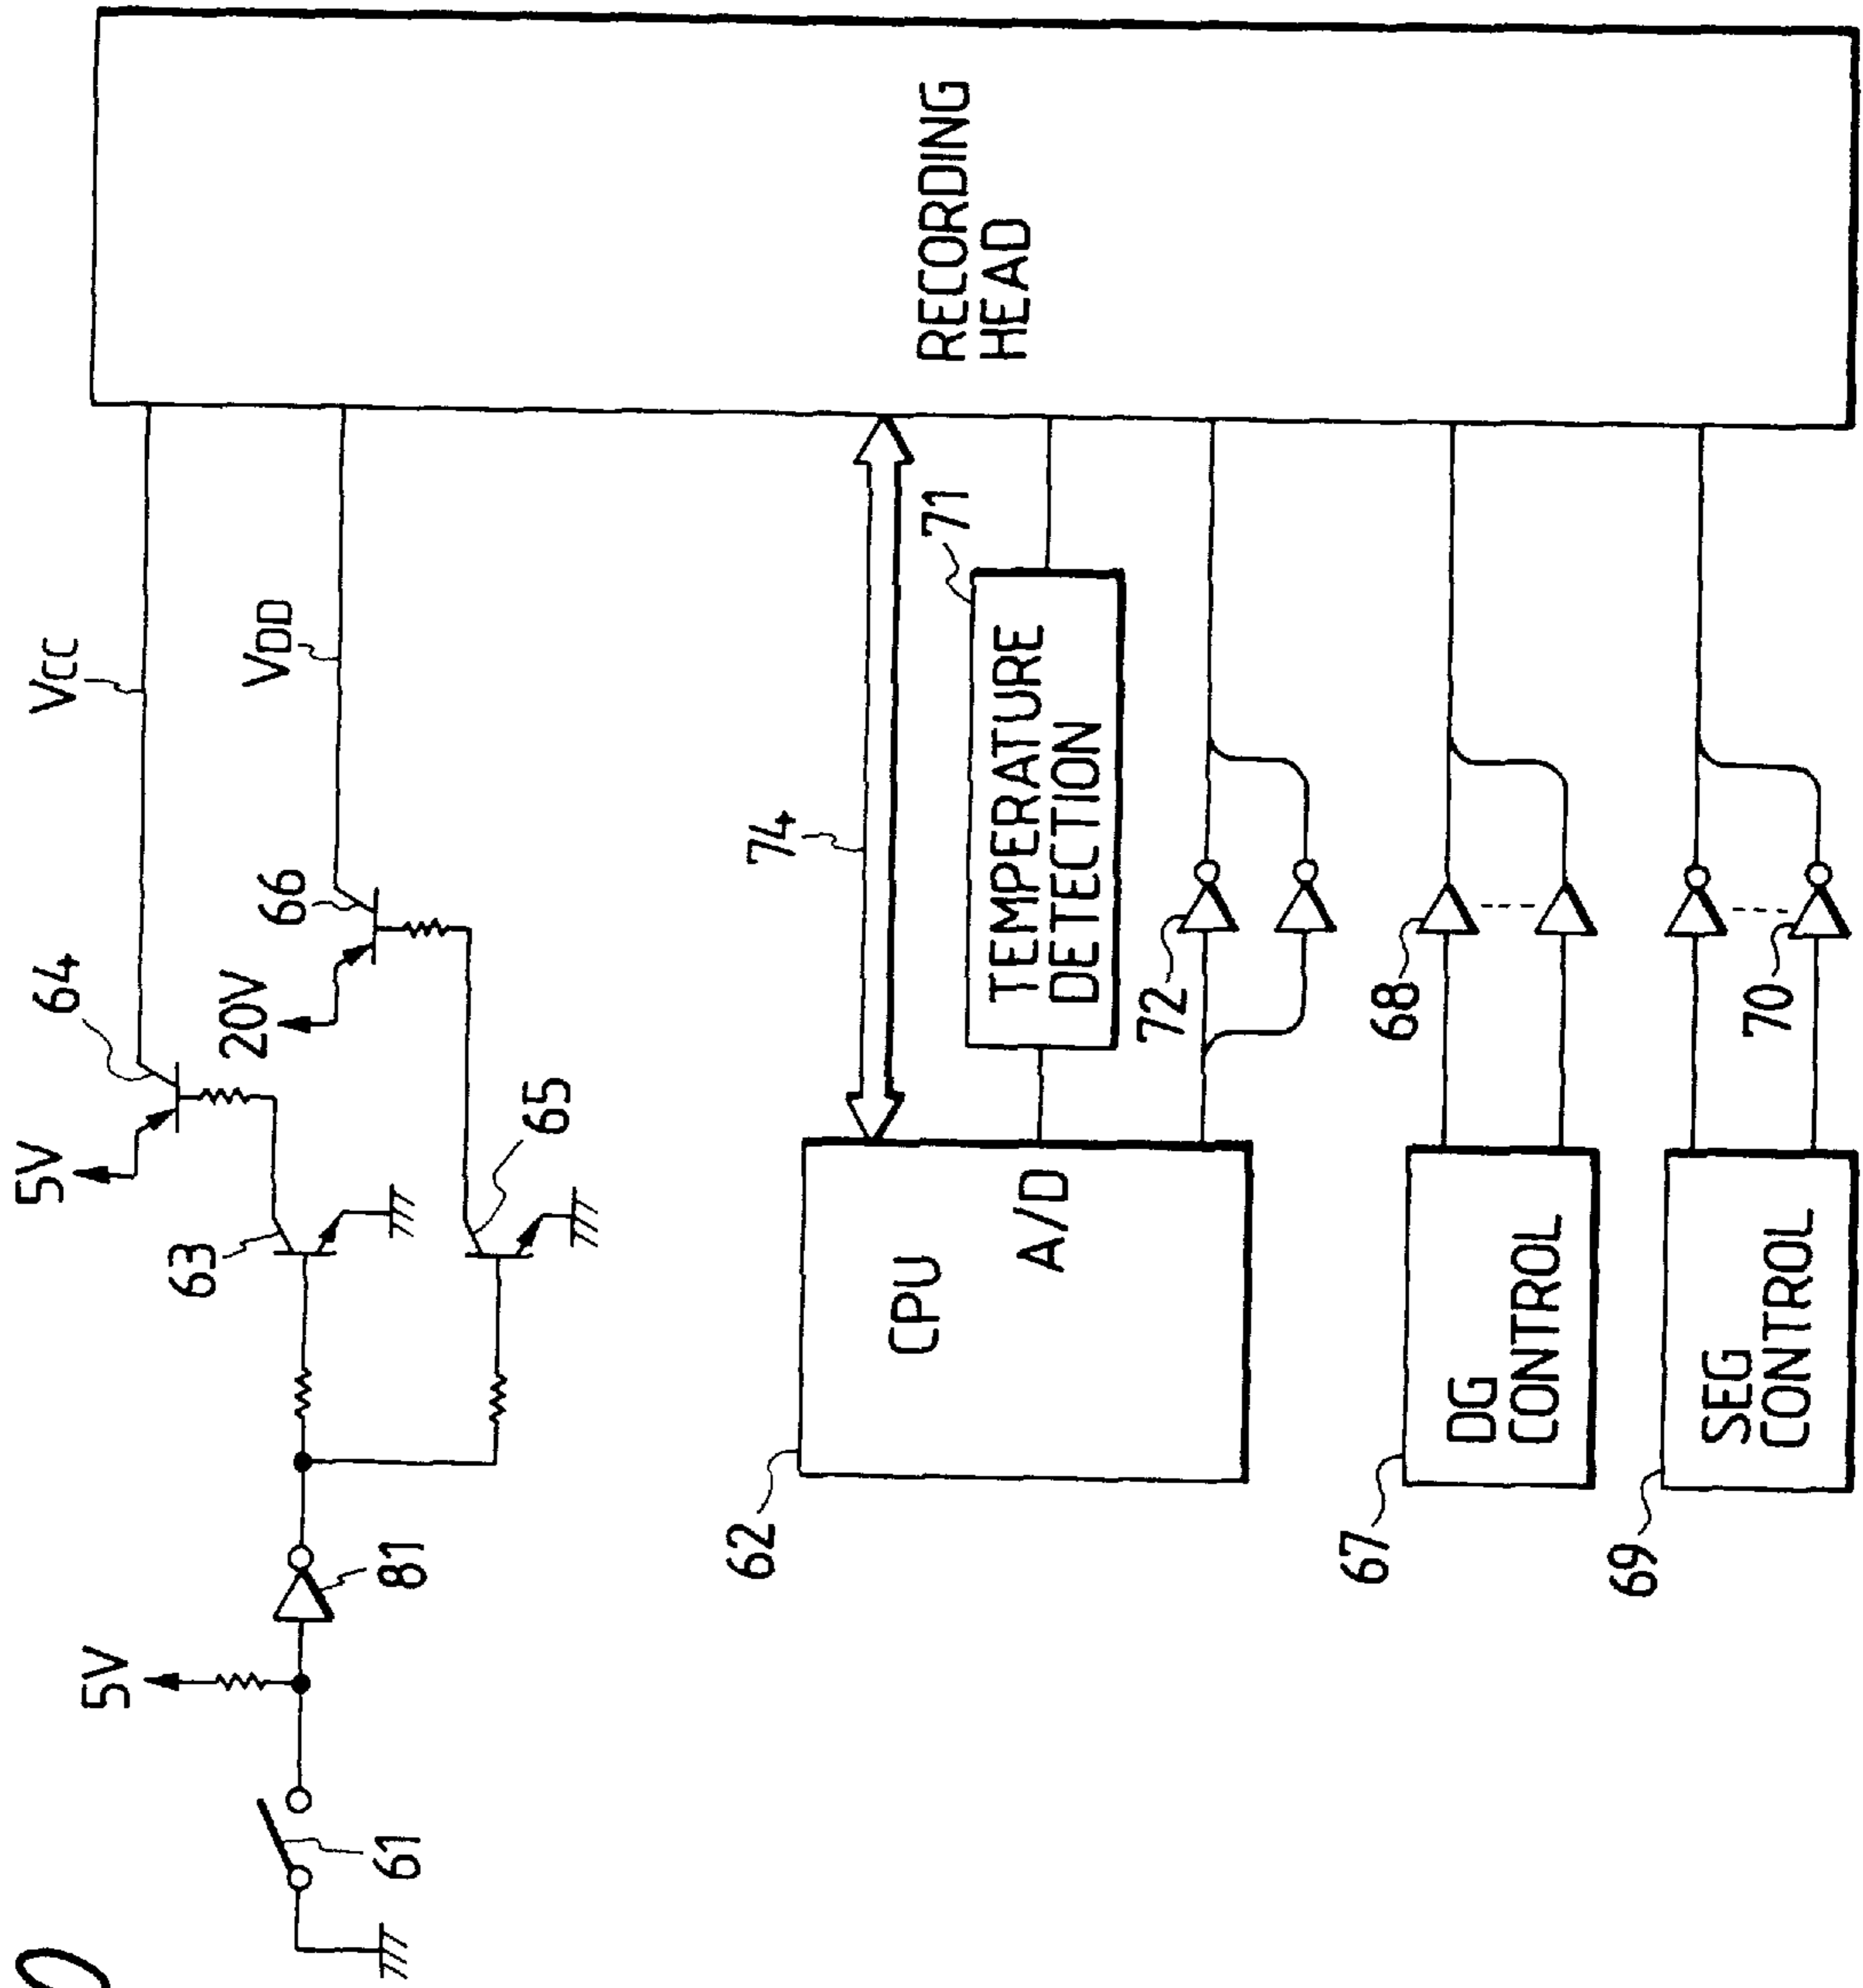 5V
61
81
5V
63
64
VCC
20V
66
VDD
65
62
CPU
A/D
74
TEMPERATURE
DETECTION
71
72
67
DG
CONTROL
68
69
SEG
CONTROL
70
RECORDING
HEAD